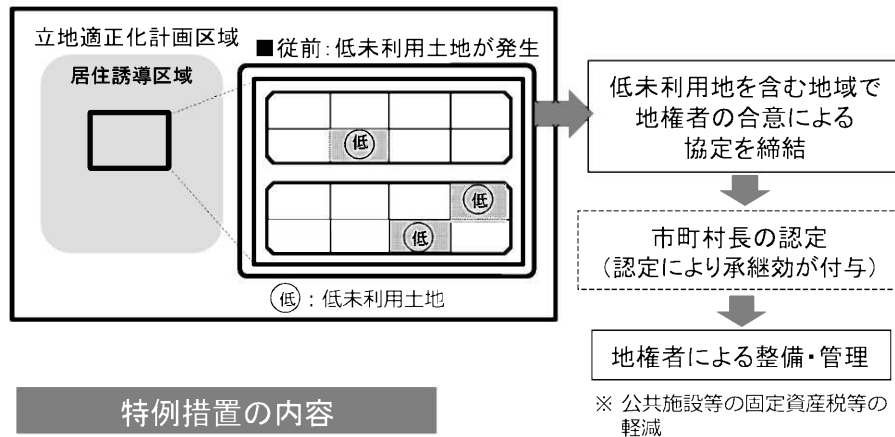 立地適正化計画区域
居住誘導区域
■従前:低未利用土地が発生
低
低
低
低：低未利用土地
低未利用地を含む地域で
地権者の合意による
協定を締結
市町村長の認定
（認定により承継効が付与）
地権者による整備・管理
※ 公共施設等の固定資産税等の
軽減
特例措置の内容